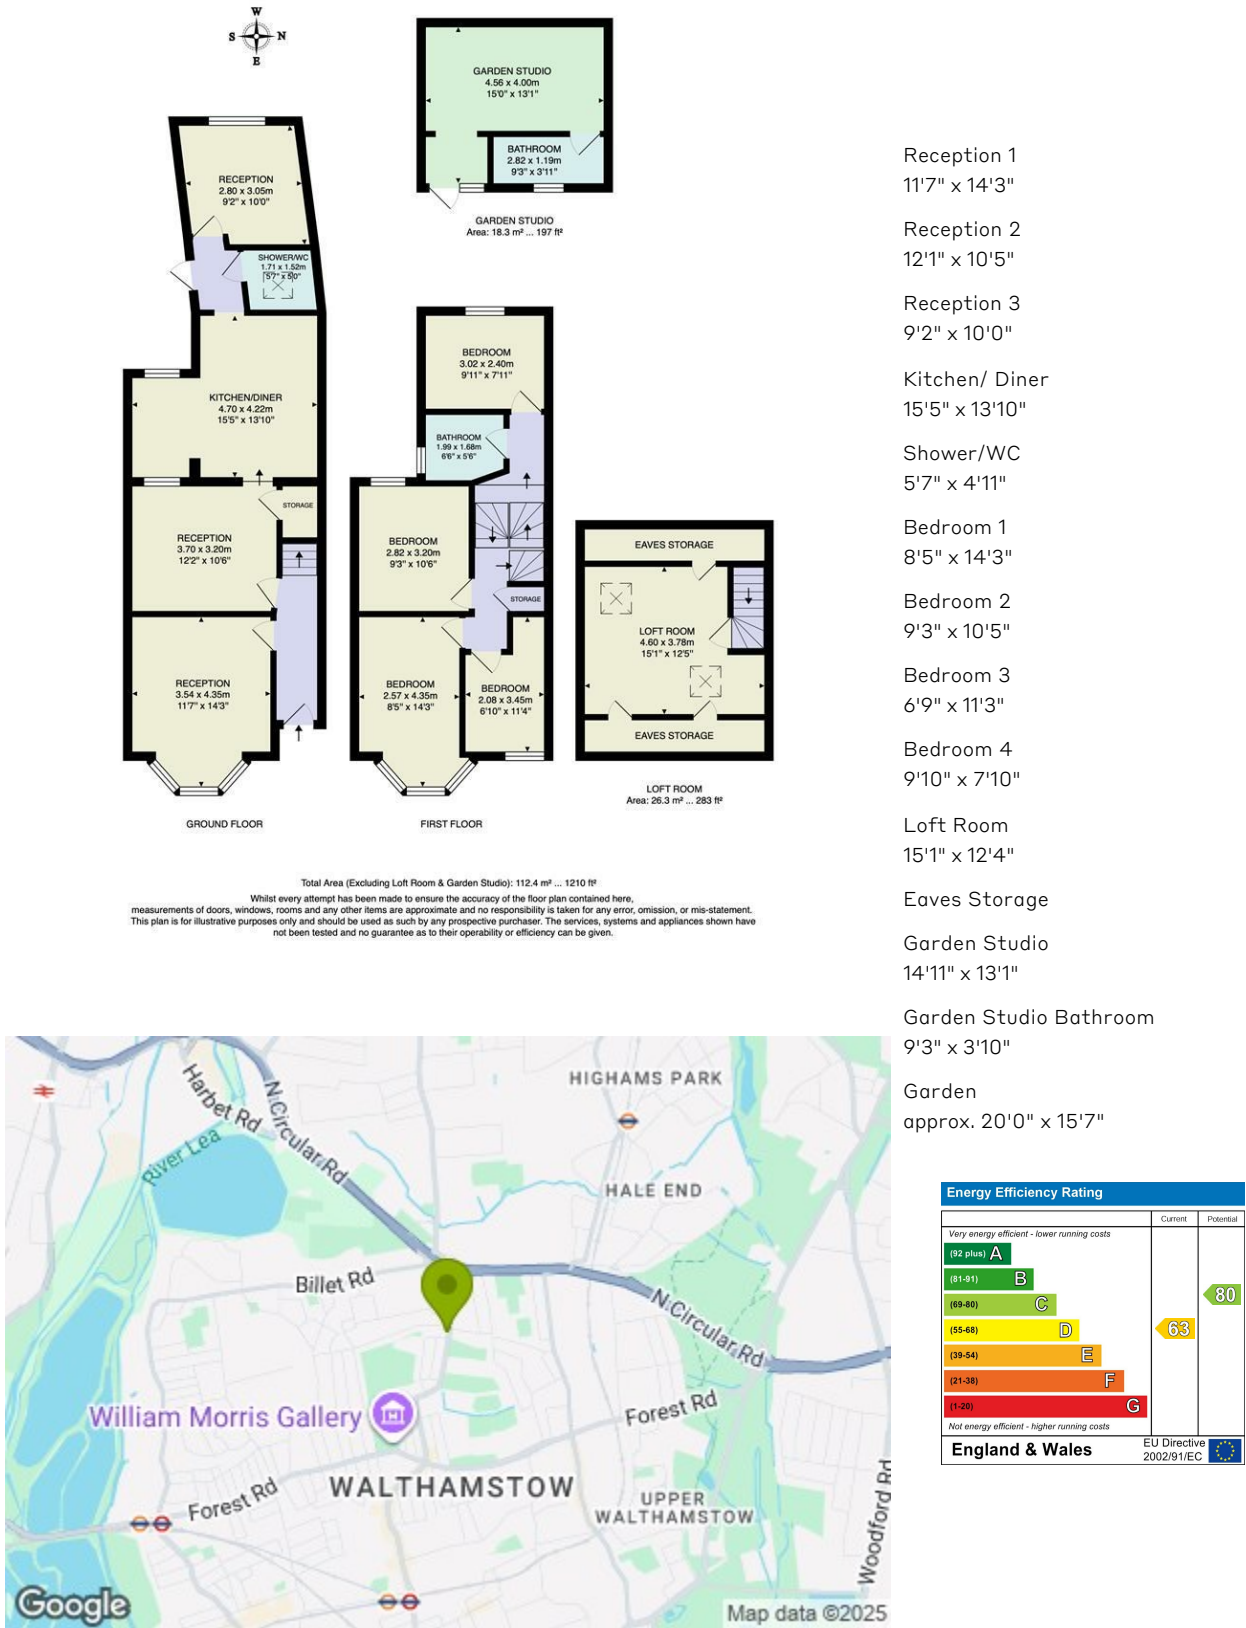 W
S N
E
GARDEN STUDIO
4.56 x 4.00m
15'0" x 13'1"
BATHROOM
2.82 x 1.19m
9'3" x 3'11"
GARDEN STUDIO
Area: 18.3 m² ... 197 ft²
RECEPTION
2.80 x 3.05m
9'2" x 10'0"
SHOWER/WC
1.71 x 1.52m
5'7" x 5'0"
KITCHEN/DINER
4.70 x 4.22m
15'5" x 13'10"
STORAGE
RECEPTION
3.70 x 3.20m
12'2" x 10'6"
RECEPTION
3.54 x 4.35m
11'7" x 14'3"
GROUND FLOOR
BEDROOM
3.02 x 2.40m
9'11" x 7'11"
BATHROOM
1.99 x 1.68m
6'6" x 5'6"
BEDROOM
2.82 x 3.20m
9'3" x 10'6"
STORAGE
BEDROOM
2.57 x 4.35m
8'5" x 14'3"
BEDROOM
2.08 x 3.45m
6'10" x 11'4"
FIRST FLOOR
EAVES STORAGE
LOFT ROOM
4.60 x 3.78m
15'1" x 12'5"
EAVES STORAGE
LOFT ROOM
Area: 26.3 m² ... 283 ft²
Total Area (Excluding Loft Room & Garden Studio): 112.4 m² ... 1210 ft²
Whilst every attempt has been made to ensure the accuracy of the floor plan contained here,
measurements of doors, windows, rooms and any other items are approximate and no responsibility is taken for any error, omission, or mis-statement.
This plan is for illustrative purposes only and should be used as such by any prospective purchaser. The services, systems and appliances shown have
not been tested and no guarantee as to their operability or efficiency can be given.
Reception 1
11'7" x 14'3"
Reception 2
12'1" x 10'5"
Reception 3
9'2" x 10'0"
Kitchen/ Diner
15'5" x 13'10"
Shower/WC
5'7" x 4'11"
Bedroom 1
8'5" x 14'3"
Bedroom 2
9'3" x 10'5"
Bedroom 3
6'9" x 11'3"
Bedroom 4
9'10" x 7'10"
Loft Room
15'1" x 12'4"
Eaves Storage
Garden Studio
14'11" x 13'1"
Garden Studio Bathroom
9'3" x 3'10"
Garden
approx. 20'0" x 15'7"
Harbet Rd
N Circular Rd
River Lea
HIGHAMS PARK
HALE END
Billet Rd
N Circular Rd
William Morris Gallery
Forest Rd
WALTHAMSTOW
Forest Rd
UPPER
WALTHAMSTOW
Woodford Rd
Google
Map data ©2025
Energy Efficiency Rating
Current Potential
Very energy efficient - lower running costs
(92 plus) A
(81-91) B
(69-80) C
(55-68) D
(39-54) E
(21-38) F
(1-20) G
63
80
Not energy efficient - higher running costs
England & Wales
EU Directive
2002/91/EC